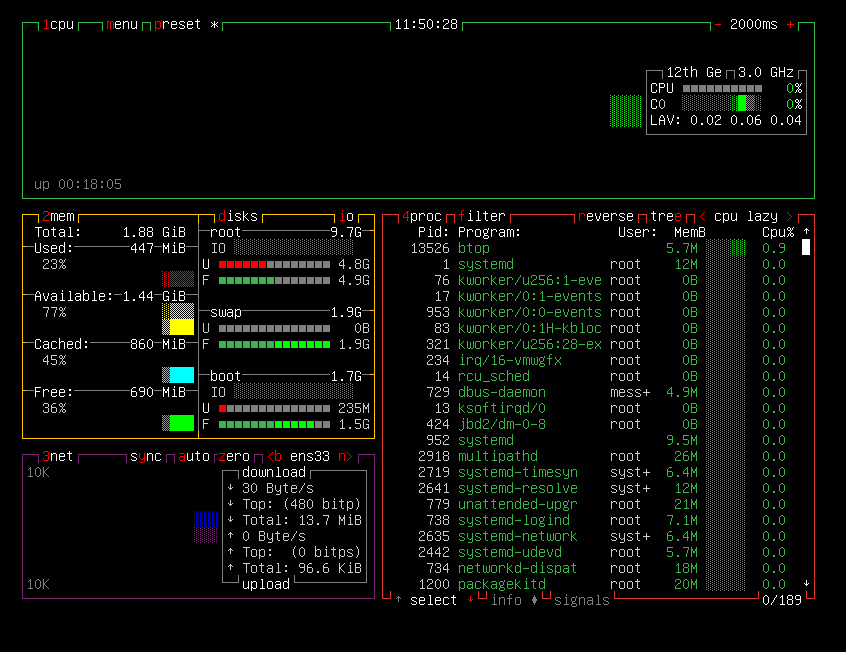 1cpu menu preset * 11:50:28 - 2000ms +
12th Ge 3.0 GHz
CPU 0%
C0 0%
LAV: 0.02 0.06 0.04
up 00:18:05
2mem
Total: 1.88 GiB
Used: 447 MiB
23%
Available: 1.44 GiB
77%
Cached: 860 MiB
45%
Free: 690 MiB
36%
disks io
root 9.7G
IO
U 4.8G
F 4.9G
swap 1.9G
U 0B
F 1.9G
boot 1.7G
IO
U 235M
F 1.5G
3net sync auto zero <b ens33 n>
10K
10K
download
↓ 30 Byte/s
↓ Top: (480 bitp)
↓ Total: 13.7 MiB
↑ 0 Byte/s
↑ Top: (0 bitps)
↑ Total: 96.6 KiB
upload
4proc filter reverse tree < cpu lazy >
Pid: Program: User: MemB Cpu% ↑
13526 btop 5.7M 0.9
1 systemd root 12M 0.0
76 kworker/u256:1-eve root 0B 0.0
17 kworker/0:1-events root 0B 0.0
953 kworker/0:0-events root 0B 0.0
83 kworker/0:1H-kbloc root 0B 0.0
321 kworker/u256:28-ex root 0B 0.0
234 irq/16-vmwgfx root 0B 0.0
14 rcu_sched root 0B 0.0
729 dbus-daemon mess+ 4.9M 0.0
13 ksoftirqd/0 root 0B 0.0
424 jbd2/dm-0-8 root 0B 0.0
952 systemd 9.5M 0.0
2918 multipathd root 26M 0.0
2719 systemd-timesyn syst+ 6.4M 0.0
2641 systemd-resolve syst+ 12M 0.0
779 unattended-upgr root 21M 0.0
738 systemd-logind root 7.1M 0.0
2635 systemd-network syst+ 6.4M 0.0
2442 systemd-udevd root 5.7M 0.0
734 networkd-dispat root 18M 0.0
1200 packagekitd root 20M 0.0 ↓
↑ select ↓ info ♦ signals 0/189